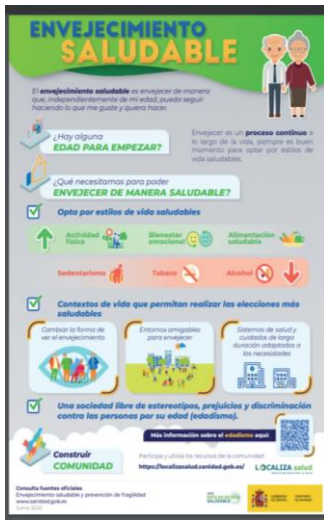 ENVEJECIMIENTO
SALUDABLE
El envejecimiento saludable es envejecer de manera
que, independientemente de mi edad, pueda seguir
haciendo lo que me guste y quiera hacer.
¿Hay alguna
EDAD PARA EMPEZAR?
Envejecer es un proceso continuo a
lo largo de la vida, siempre es buen
momento para optar por estilos de
vida saludables.
¿Qué necesitamos para poder
ENVEJECER DE MANERA SALUDABLE?
Opta por estilos de vida saludables
Actividad
física
Bienestar
emocional
Alimentación
saludable
Sedentarismo
Tabaco
Alcohol
Contextos de vida que permitan realizar las elecciones más
saludables
Cambiar la forma de
ver el envejecimiento
Entornos amigables
para envejecer
Sistemas de salud y
cuidados de larga
duración adaptados a
las necesidades
Una sociedad libre de estereotipos, prejuicios y discriminación
contra las personas por su edad (edadismo).
Más información sobre el edadismo aquí:
Construir
COMUNIDAD
Participa y utiliza los recursos de la comunidad:
https://localizasalud.sanidad.gob.es/
LOCALIZA salud
Consulta fuentes oficiales
Envejecimiento saludable y prevención de fragilidad
www.sanidad.gob.es